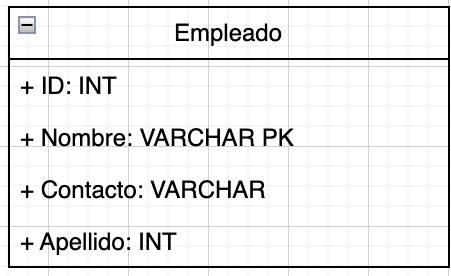 Empleado
+ ID: INT
+ Nombre: VARCHAR PK
+ Contacto: VARCHAR
+ Apellido: INT